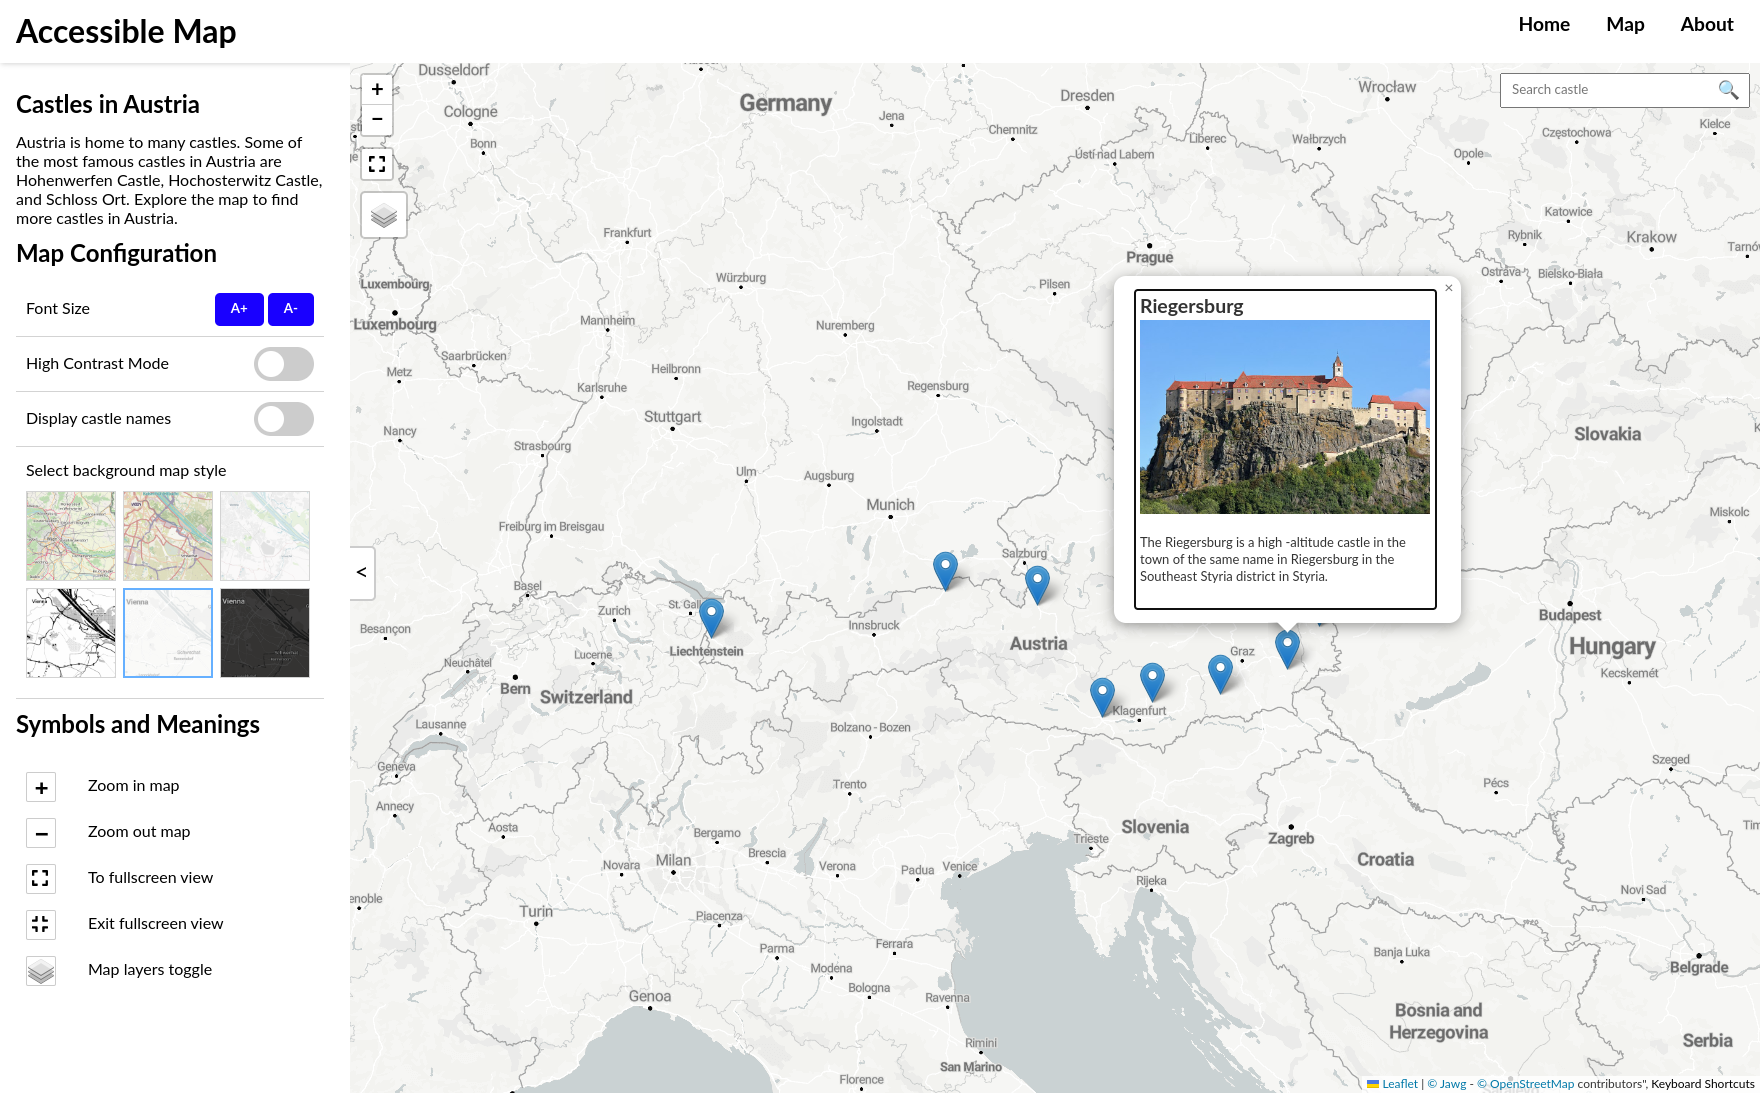 Accessible Map
Home
Map
About
Castles in Austria
Austria is home to many castles. Some of
the most famous castles in Austria are
Hohenwerfen Castle, Hochosterwitz Castle,
and Schloss Ort. Explore the map to find
more castles in Austria.
Map Configuration
Font Size
A+
A-
High Contrast Mode
Display castle names
Select background map style
Vienna
Vienna
Vienna
Symbols and Meanings
+
Zoom in map
−
Zoom out map
To fullscreen view
Exit fullscreen view
Map layers toggle
+
−
<
Search castle
Dusseldorf
Cologne
Bonn
Germany
Jena
Dresden
Chemnitz
Wrocław
Liberec
Wałbrzych
Ústí nad Labem
Opole
Częstochowa
Kielce
Katowice
Rybnik
Krakow
Ostrava
Bielsko-Biała
Frankfurt
Würzburg
Prague
Pilsen
Luxembourg
Luxembourg
Mannheim
Nuremberg
Saarbrücken
Metz
Heilbronn
Karlsruhe
Regensburg
Stuttgart
Ingolstadt
Nancy
Strasbourg
Ulm
Augsburg
Munich
Slovakia
Miskolc
Freiburg im Breisgau
Salzburg
Basel
Zurich
St. Gall
Besançon
Innsbruck
Liechtenstein
Austria
Graz
Budapest
Hungary
Kecskemét
Neuchâtel
Lucerne
Bern
Switzerland
Klagenfurt
Lausanne
Bolzano - Bozen
Geneva
Trento
Szeged
Pécs
Annecy
Aosta
Bergamo
Slovenia
Trieste
Zagreb
Croatia
Novara
Milan
Brescia
Verona
Padua
Venice
Rijeka
Novi Sad
enoble
Turin
Piacenza
Parma
Ferrara
Modena
Bologna
Ravenna
Banja Luka
Belgrade
Genoa
Bosnia and
Herzegovina
Serbia
Rimini
San Marino
Florence
×
Riegersburg
The Riegersburg is a high -altitude castle in the
town of the same name in Riegersburg in the
Southeast Styria district in Styria.
Leaflet | © Jawg - © OpenStreetMap contributors", Keyboard Shortcuts